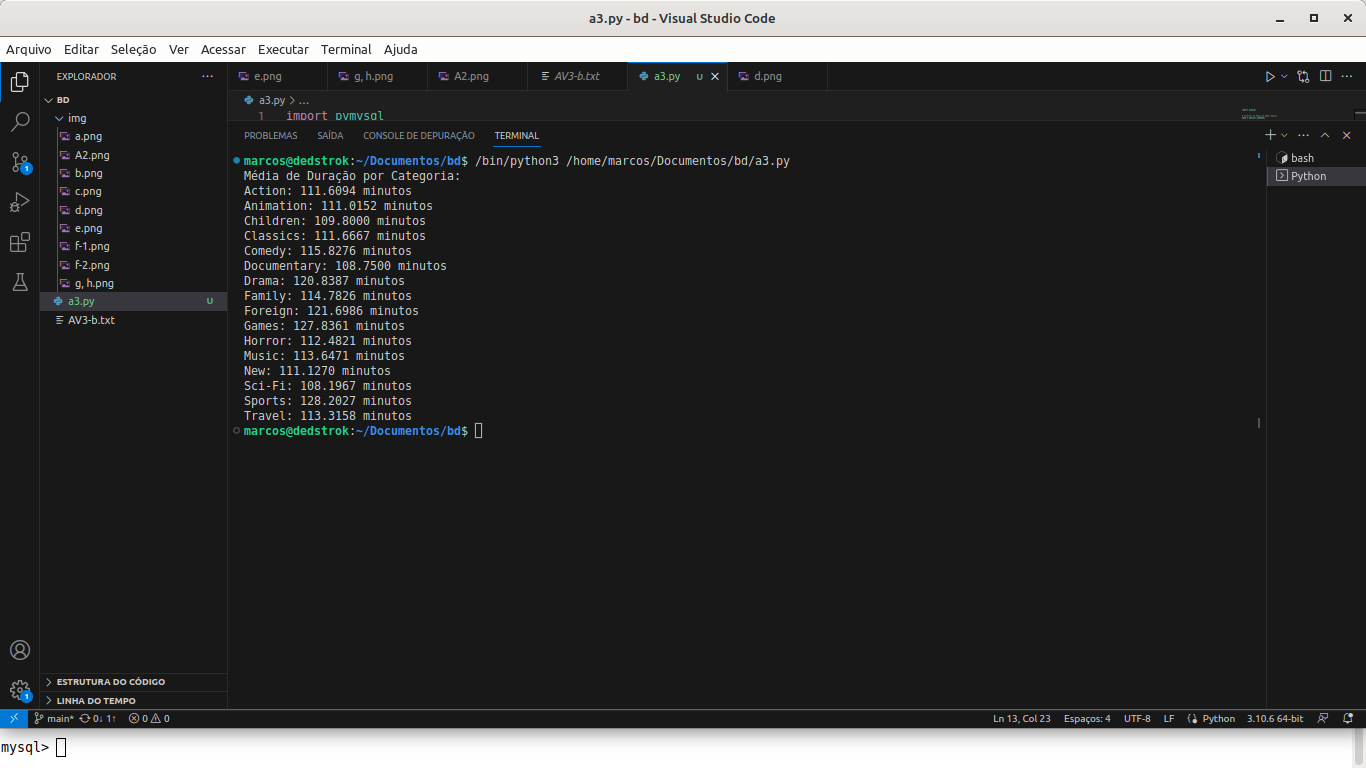 a3.py - bd - Visual Studio Code
Arquivo Editar Seleção Ver Acessar Executar Terminal Ajuda
EXPLORADOR
BD
img
a.png
A2.png
b.png
c.png
d.png
e.png
f-1.png
f-2.png
g, h.png
a3.py U
AV3-b.txt
ESTRUTURA DO CÓDIGO
LINHA DO TEMPO
1
1
e.png g, h.png A2.png AV3-b.txt a3.py U d.png
a3.py > ...
1 import pymysql
PROBLEMAS SAÍDA CONSOLE DE DEPURAÇÃO TERMINAL
marcos@dedstrok:~/Documentos/bd$ /bin/python3 /home/marcos/Documentos/bd/a3.py
Média de Duração por Categoria:
Action: 111.6094 minutos
Animation: 111.0152 minutos
Children: 109.8000 minutos
Classics: 111.6667 minutos
Comedy: 115.8276 minutos
Documentary: 108.7500 minutos
Drama: 120.8387 minutos
Family: 114.7826 minutos
Foreign: 121.6986 minutos
Games: 127.8361 minutos
Horror: 112.4821 minutos
Music: 113.6471 minutos
New: 111.1270 minutos
Sci-Fi: 108.1967 minutos
Sports: 128.2027 minutos
Travel: 113.3158 minutos
marcos@dedstrok:~/Documentos/bd$
bash
Python
main* 0↓ 1↑ 0 0 Ln 13, Col 23 Espaços: 4 UTF-8 LF Python 3.10.6 64-bit
mysql>